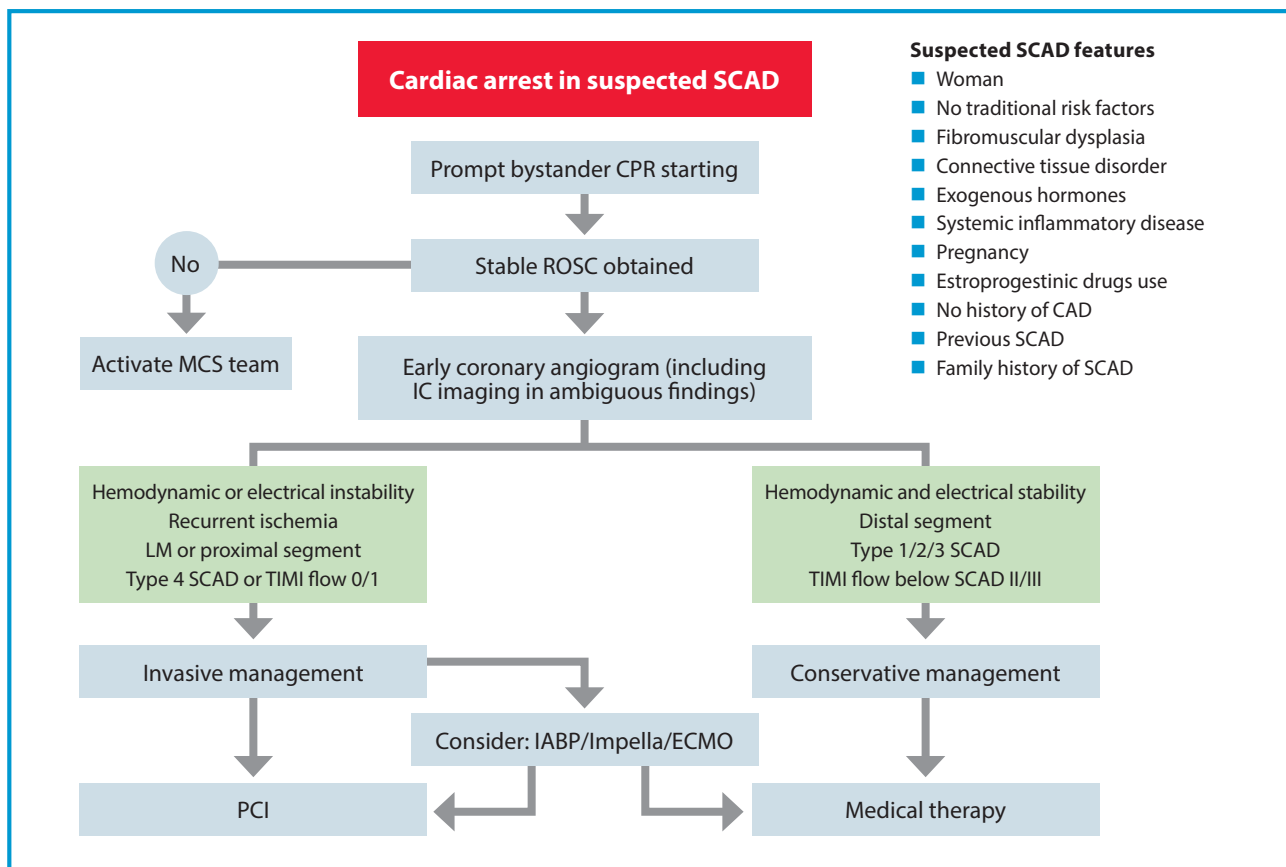 Cardiac arrest in suspected SCAD
Prompt bystander CPR starting
No
Stable ROSC obtained
Activate MCS team
Early coronary angiogram (including
IC imaging in ambiguous findings)
Suspected SCAD features
Woman
No traditional risk factors
Fibromuscular dysplasia
Connective tissue disorder
Exogenous hormones
Systemic inflammatory disease
Pregnancy
Estroprogestinic drugs use
No history of CAD
Previous SCAD
Family history of SCAD
Hemodynamic or electrical instability
Recurrent ischemia
LM or proximal segment
Type 4 SCAD or TIMI flow 0/1
Hemodynamic and electrical stability
Distal segment
Type 1/2/3 SCAD
TIMI flow below SCAD II/III
Invasive management
Conservative management
Consider: IABP/Impella/ECMO
PCI
Medical therapy